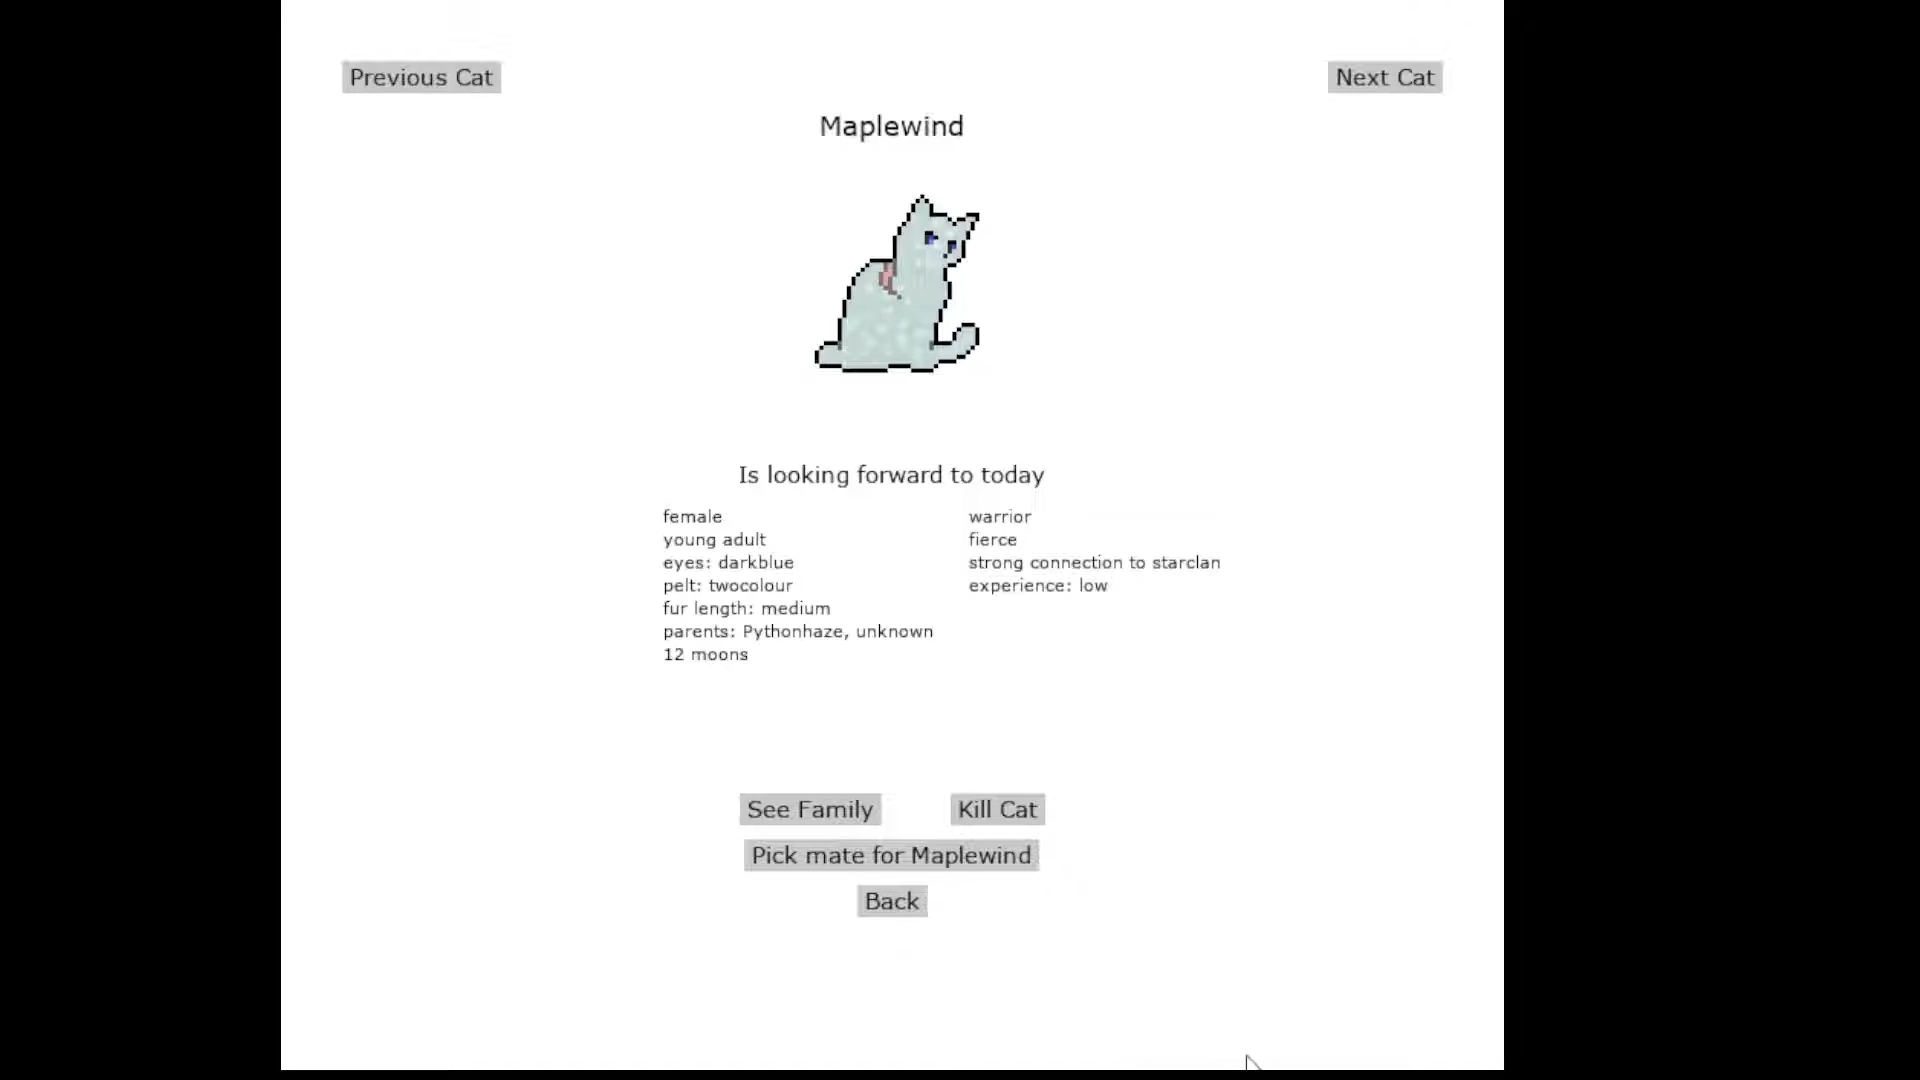 Previous Cat
Next Cat
Maplewind
Is looking forward to today
female
young adult
eyes: darkblue
pelt: twocolour
fur length: medium
parents: Pythonhaze, unknown
12 moons
warrior
fierce
strong connection to starclan
experience: low
See Family
Kill Cat
Pick mate for Maplewind
Back